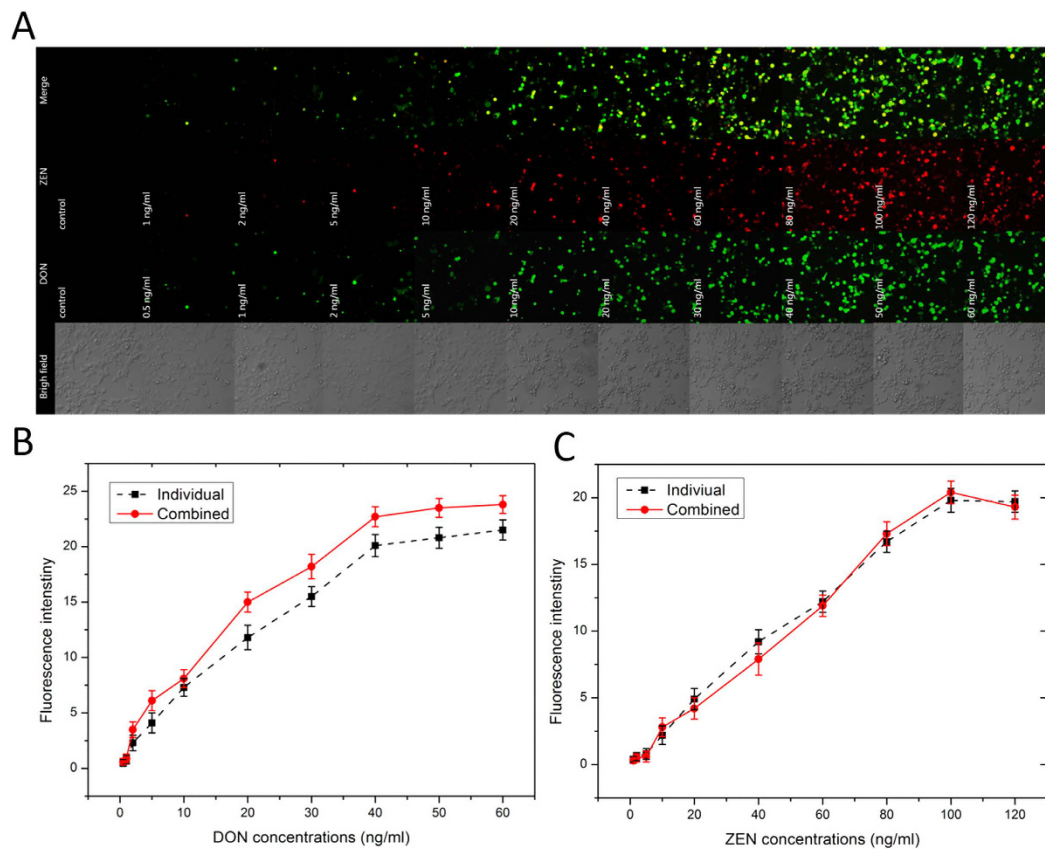 A
Merge
ZEN
control
1 ng/ml
2 ng/ml
5 ng/ml
10 ng/ml
20 ng/ml
40 ng/ml
60 ng/ml
80 ng/ml
100 ng/ml
120 ng/ml
DON
control
0.5 ng/ml
1 ng/ml
2 ng/ml
5 ng/ml
10 ng/ml
20 ng/ml
30 ng/ml
40 ng/ml
50 ng/ml
60 ng/ml
Brigh field
B
Individual
Combined
25
20
15
10
5
0
Fluorescence intenstiny
0 10 20 30 40 50 60
DON concentrations (ng/ml)
C
Indiviual
Combined
20
15
10
5
0
Fluorescence intenstiny
0 20 40 60 80 100 120
ZEN concentrations (ng/ml)